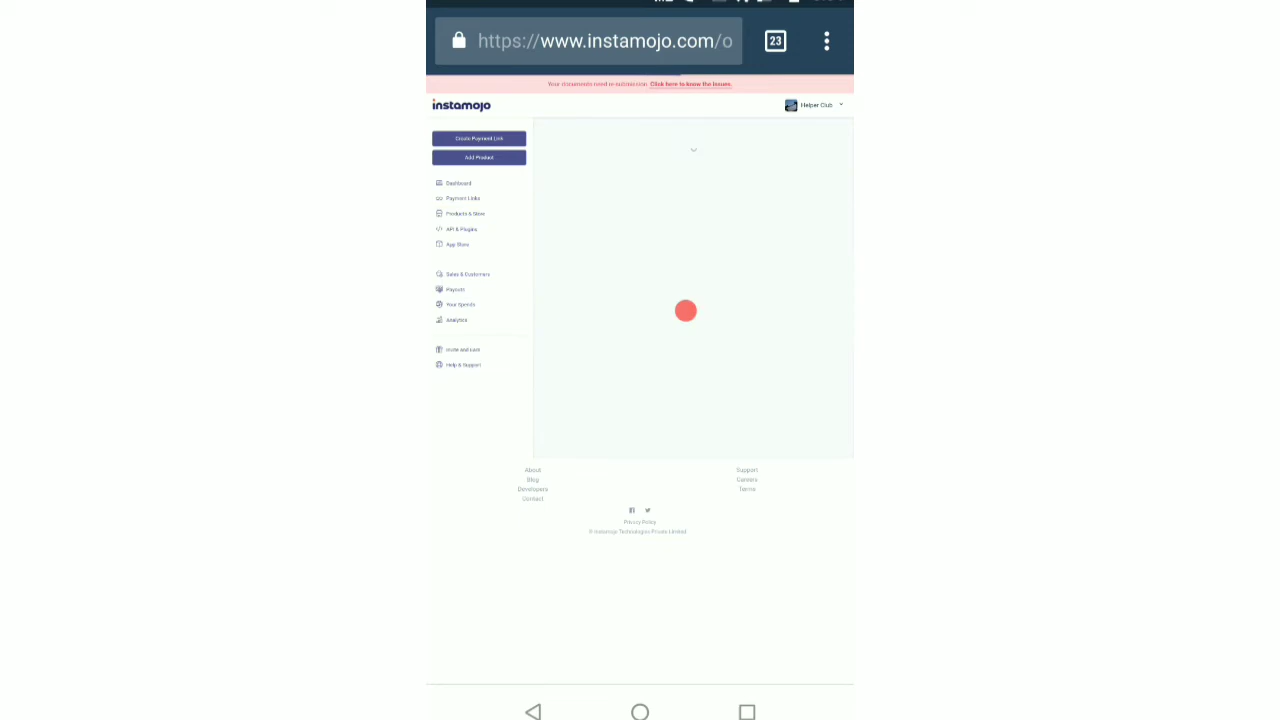 https://www.instamojo.com/o
23
Your documents need re-submission. Click here to know the issues.
instamojo
Helper Club
Create Payment Link
Add Product
Dashboard
Payment Links
Products & Store
API & Plugins
App Store
Sales & Customers
Payouts
Your Spends
Analytics
Invite and Earn
Help & Support
About
Support
Blog
Careers
Developers
Terms
Contact
Privacy Policy
© Instamojo Technologies Private Limited